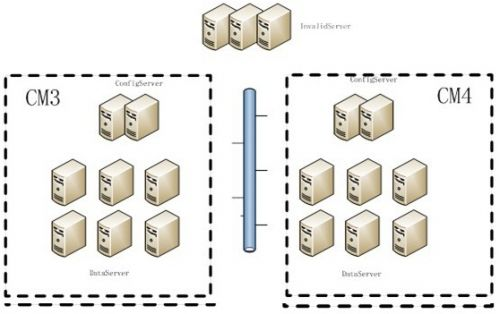 InvalidServer
ConfigServer
CM3
ConfigServer
CM4
DataServer
DataServer